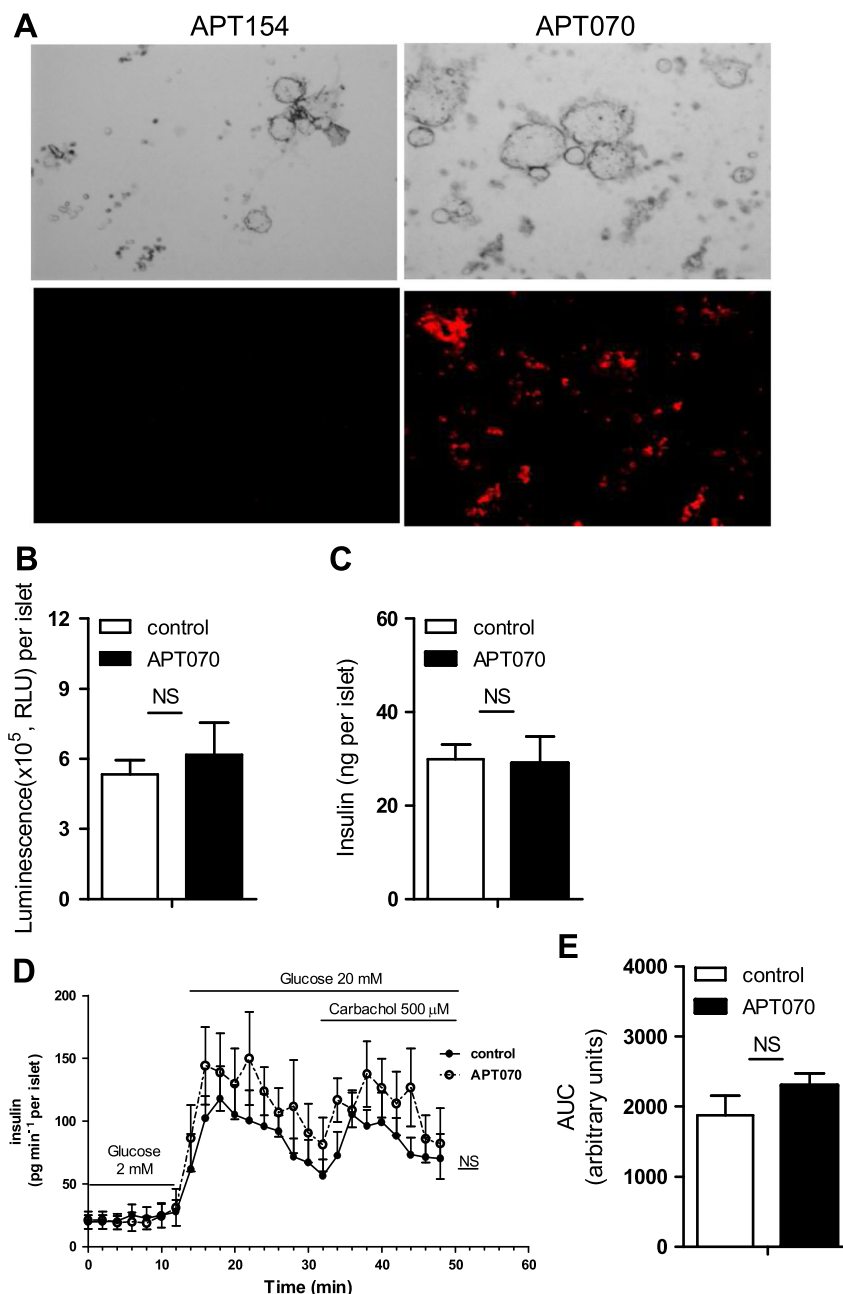 A
APT154
APT070
B
Luminescence(x10⁵, RLU) per islet
12
9
6
3
0
control
APT070
NS
C
Insulin (ng per islet)
60
40
20
0
control
APT070
NS
D
insulin
(pg min⁻¹ per islet)
200
150
100
50
0
Glucose 20 mM
Carbachol 500 μM
control
APT070
Glucose
2 mM
NS
0
10
20
30
40
50
60
Time (min)
E
AUC
(arbitrary units)
4000
3000
2000
1000
0
control
APT070
NS